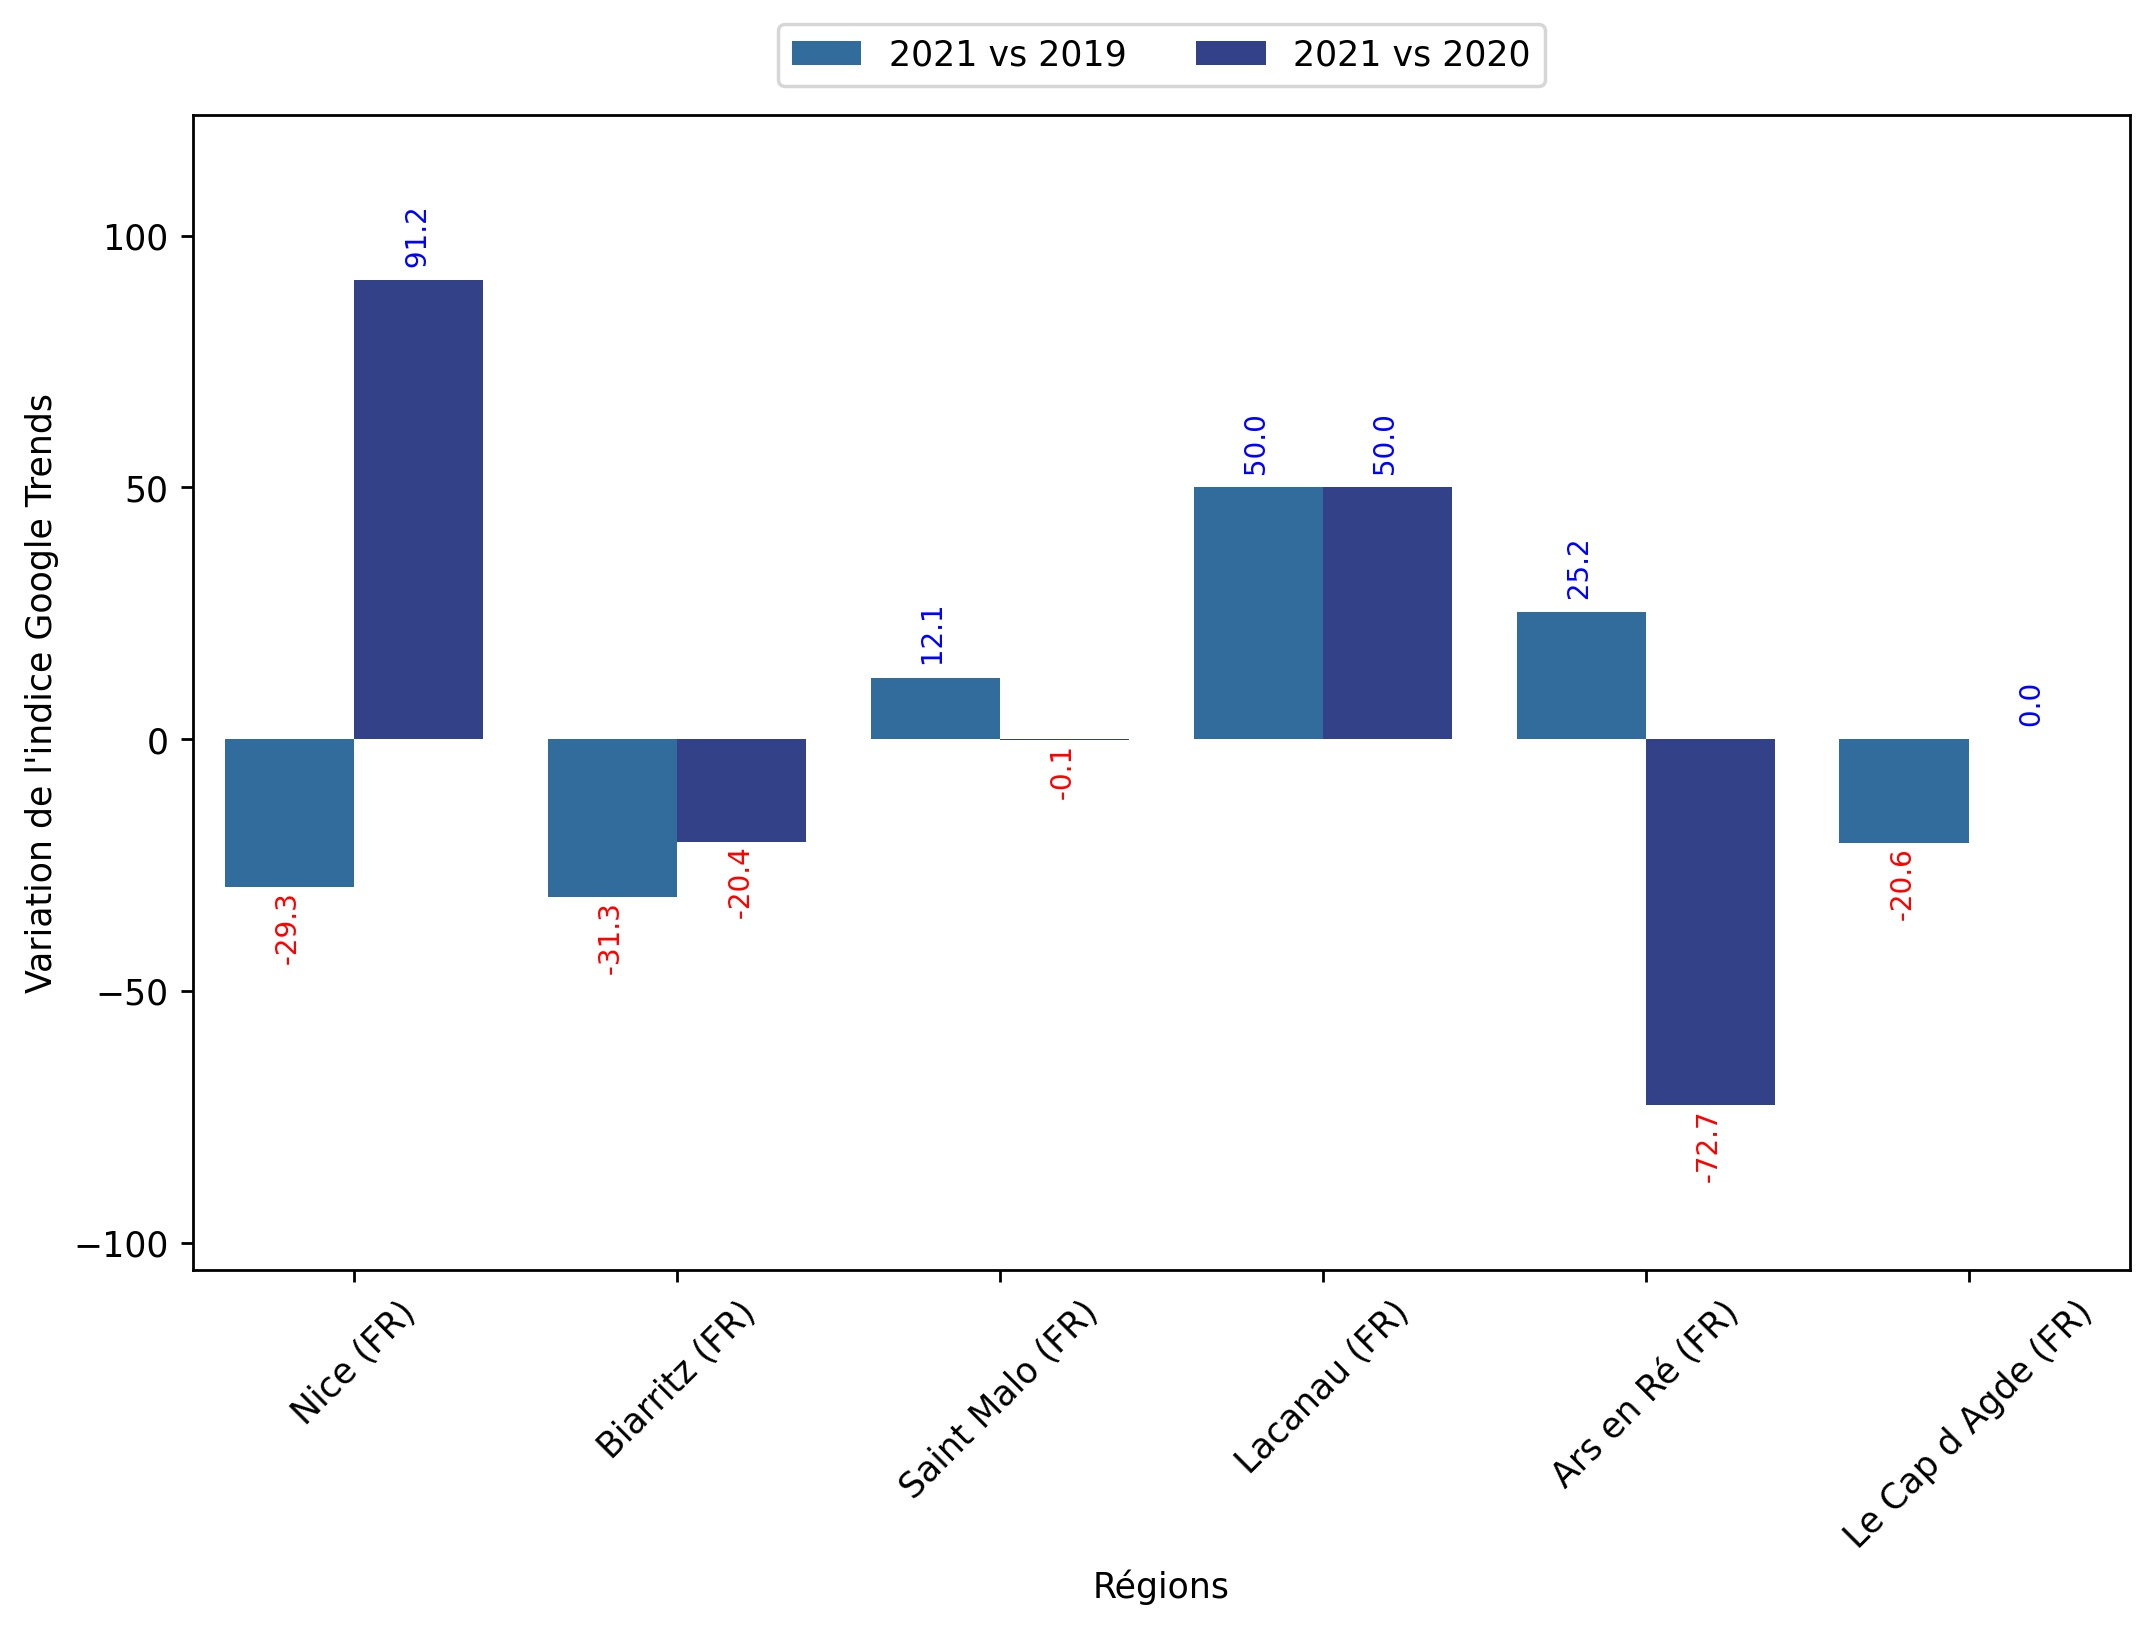 2021 vs 2019 2021 vs 2020
Variation de l'indice Google Trends
100
50
0
−50
−100
-29.3
91.2
-31.3
-20.4
12.1
-0.1
50.0
50.0
25.2
-72.7
-20.6
0.0
Nice (FR)
Biarritz (FR)
Saint Malo (FR)
Lacanau (FR)
Ars en Ré (FR)
Le Cap d Agde (FR)
Régions